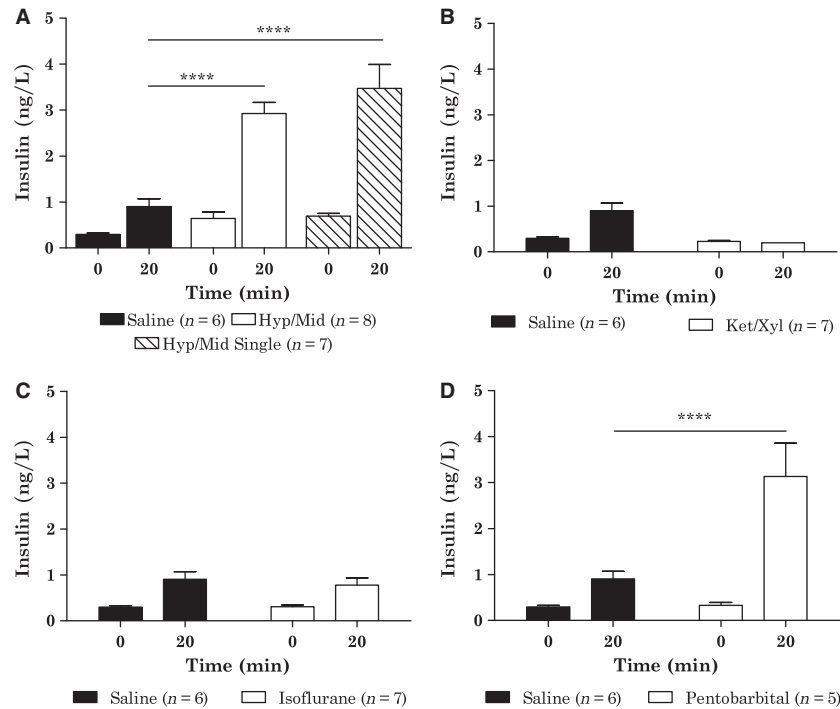 A
Insulin (ng/L)
5
4
3
2
1
0
****
****
0 20 0 20 0 20
Time (min)
Saline (n = 6) Hyp/Mid (n = 8)
Hyp/Mid Single (n = 7)
B
Insulin (ng/L)
5
4
3
2
1
0
0 20 0 20
Time (min)
Saline (n = 6) Ket/Xyl (n = 7)
C
Insulin (ng/L)
5
4
3
2
1
0
0 20 0 20
Time (min)
Saline (n = 6) Isoflurane (n = 7)
D
Insulin (ng/L)
5
4
3
2
1
0
****
0 20 0 20
Time (min)
Saline (n = 6) Pentobarbital (n = 5)